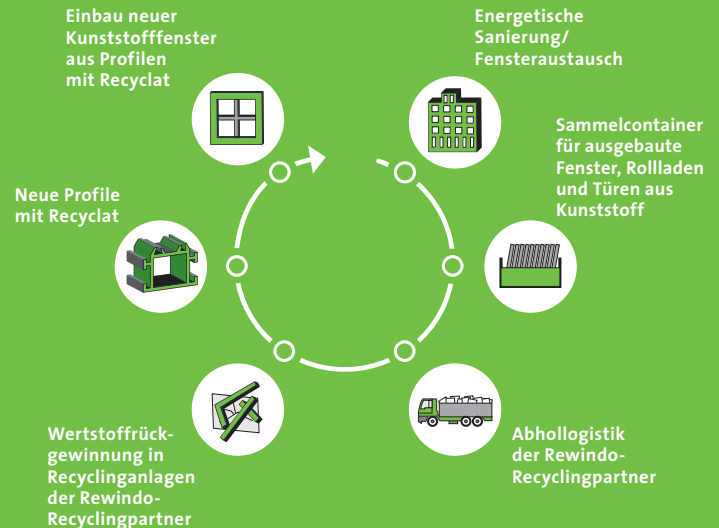 Einbau neuer
Kunststofffenster
aus Profilen
mit Recyclat
Energetische
Sanierung/
Fensteraustausch
Sammelcontainer
für ausgebaute
Fenster, Rollladen
und Türen aus
Kunststoff
Neue Profile
mit Recyclat
Abhollogistik
der Rewindo-
Recyclingpartner
Wertstoffrück-
gewinnung in
Recyclinganlagen
der Rewindo-
Recyclingpartner